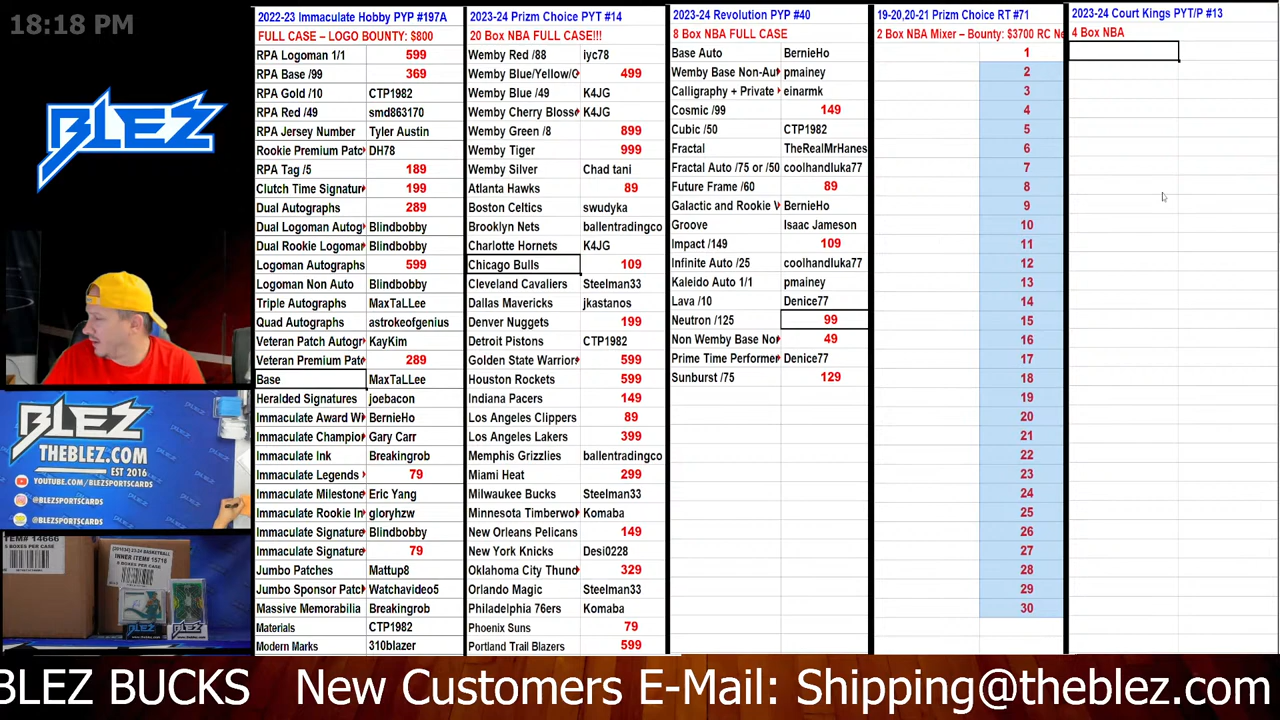 18:18 PM
BLEZ
BLEZ
THEBLEZ.COM
EST 2016
YOUTUBE.COM/BLEZSPORTSCARDS
@BLEZSPORTSCARDS
@BLEZSPORTSCARDS
ITEM# 14666
INNER ITEM# 15718
BLEZ
BLEZ
2022-23 Immaculate Hobby PYP #197A
FULL CASE – LOGO BOUNTY: $800
RPA Logoman 1/1 599
RPA Base /99 369
RPA Gold /10 CTP1982
RPA Red /49 smd863170
RPA Jersey Number Tyler Austin
Rookie Premium Patc DH78
RPA Tag /5 189
Clutch Time Signatur 199
Dual Autographs 289
Dual Logoman Autog Blindbobby
Dual Rookie Logoma Blindbobby
Logoman Autographs 599
Logoman Non Auto Blindbobby
Triple Autographs MaxTaLLee
Quad Autographs astrokeofgenius
Veteran Patch Autogr KayKim
Veteran Premium Pat 289
Base MaxTaLLee
Heralded Signatures joebacon
Immaculate Award W BernieHo
Immaculate Champio Gary Carr
Immaculate Ink Breakingrob
Immaculate Legends 79
Immaculate Milestone Eric Yang
Immaculate Rookie In gloryhzw
Immaculate Signature Blindbobby
Immaculate Signature 79
Jumbo Patches Mattup8
Jumbo Sponsor Patc Watchavideo5
Massive Memorabilia Breakingrob
Materials CTP1982
Modern Marks 310blazer
2023-24 Prizm Choice PYT #14
20 Box NBA FULL CASE!!!
Wemby Red /88 iyc78
Wemby Blue/Yellow/G 499
Wemby Blue /49 K4JG
Wemby Cherry Blosso K4JG
Wemby Green /8 899
Wemby Tiger 999
Wemby Silver Chad tani
Atlanta Hawks 89
Boston Celtics swudyka
Brooklyn Nets ballentradingco
Charlotte Hornets K4JG
Chicago Bulls 109
Cleveland Cavaliers Steelman33
Dallas Mavericks jkastanos
Denver Nuggets 199
Detroit Pistons CTP1982
Golden State Warrior 599
Houston Rockets 599
Indiana Pacers 149
Los Angeles Clippers 89
Los Angeles Lakers 399
Memphis Grizzlies ballentradingco
Miami Heat 299
Milwaukee Bucks Steelman33
Minnesota Timberwo Komaba
New Orleans Pelicans 149
New York Knicks Desi0228
Oklahoma City Thund 329
Orlando Magic Steelman33
Philadelphia 76ers Komaba
Phoenix Suns 79
Portland Trail Blazers 599
2023-24 Revolution PYP #40
8 Box NBA FULL CASE
Base Auto BernieHo
Wemby Base Non-Au pmainey
Calligraphy + Private einarmk
Cosmic /99 149
Cubic /50 CTP1982
Fractal TheRealMrHanes
Fractal Auto /75 or /50 coolhandluka77
Future Frame /60 89
Galactic and Rookie V BernieHo
Groove Isaac Jameson
Impact /149 109
Infinite Auto /25 coolhandluka77
Kaleido Auto 1/1 pmainey
Lava /10 Denice77
Neutron /125 99
Non Wemby Base No 49
Prime Time Performer Denice77
Sunburst /75 129
19-20,20-21 Prizm Choice RT #71
2 Box NBA Mixer – Bounty: $3700 RC Ne
1
2
3
4
5
6
7
8
9
10
11
12
13
14
15
16
17
18
19
20
21
22
23
24
25
26
27
28
29
30
2023-24 Court Kings PYT/P #13
4 Box NBA
BLEZ BUCKS New Customers E-Mail: Shipping@theblez.com